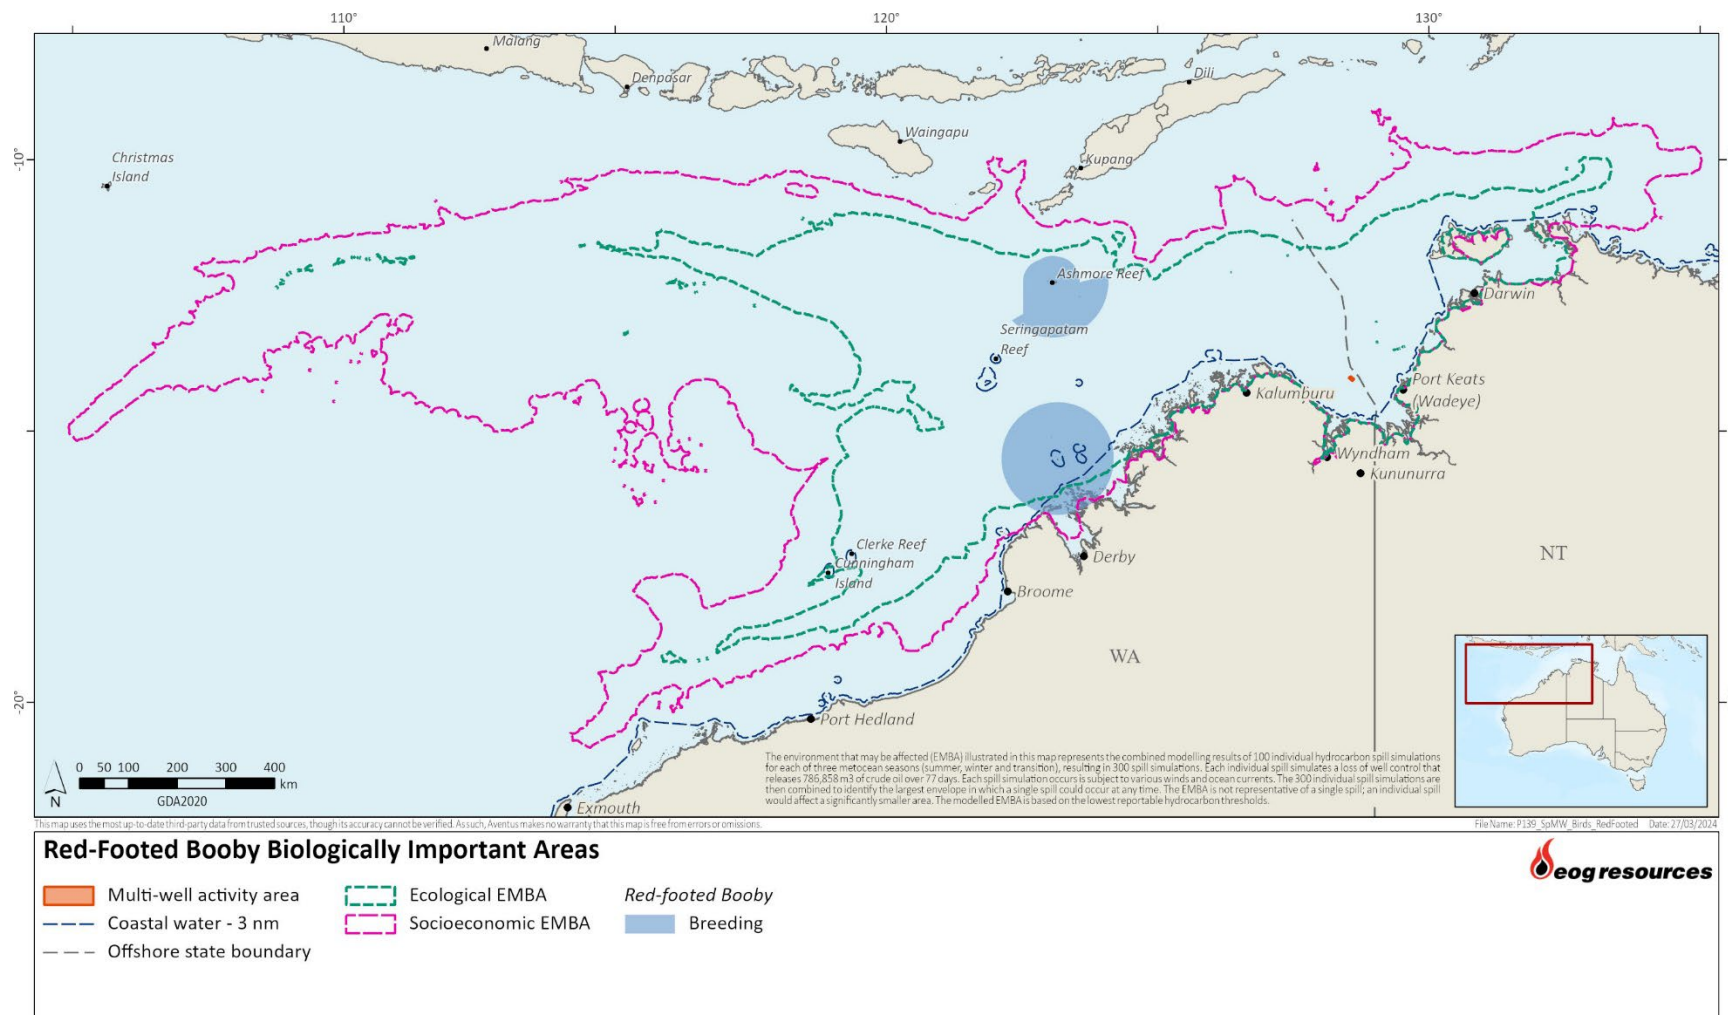 110°
120°
130°
Malang
Denpasar
Dili
Waingapu
-10°
Christmas
Island
Kupang
Ashmore Reef
Darwin
Seringapatam
Reef
Port Keats
(Wadeye)
Kalumburu
Wyndham
Kununurra
Clerke Reef
Cunningham
Island
Derby
NT
Broome
WA
-20°
Port Hedland
0 50 100 200 300 400
km
N
GDA2020
Exmouth
The environment that may be affected (EMBA) illustrated in this map represents the combined modelling results of 100 individual hydrocarbon spill simulations
for each of three metocean seasons (summer, winter and transition), resulting in 300 spill simulations. Each individual spill simulates a loss of well control that
releases 786,858 m3 of crude oil over 77 days. Each spill simulation occurs is subject to various winds and ocean currents. The 300 individual spill simulations are
then combined to identify the largest envelope in which a single spill could occur at any time. The EMBA is not representative of a single spill; an individual spill
would affect a significantly smaller area. The modelled EMBA is based on the lowest reportable hydrocarbon thresholds.
This map uses the most up-to-date third-party data from trusted sources, though its accuracy cannot be verified. As such, Aventus makes no warranty that this map is free from errors or omissions.
File Name: P139_SpMW_Birds_RedFooted Date: 27/03/2024
Red-Footed Booby Biologically Important Areas
eog resources
Multi-well activity area
Coastal water - 3 nm
Offshore state boundary
Ecological EMBA
Socioeconomic EMBA
Red-footed Booby
Breeding